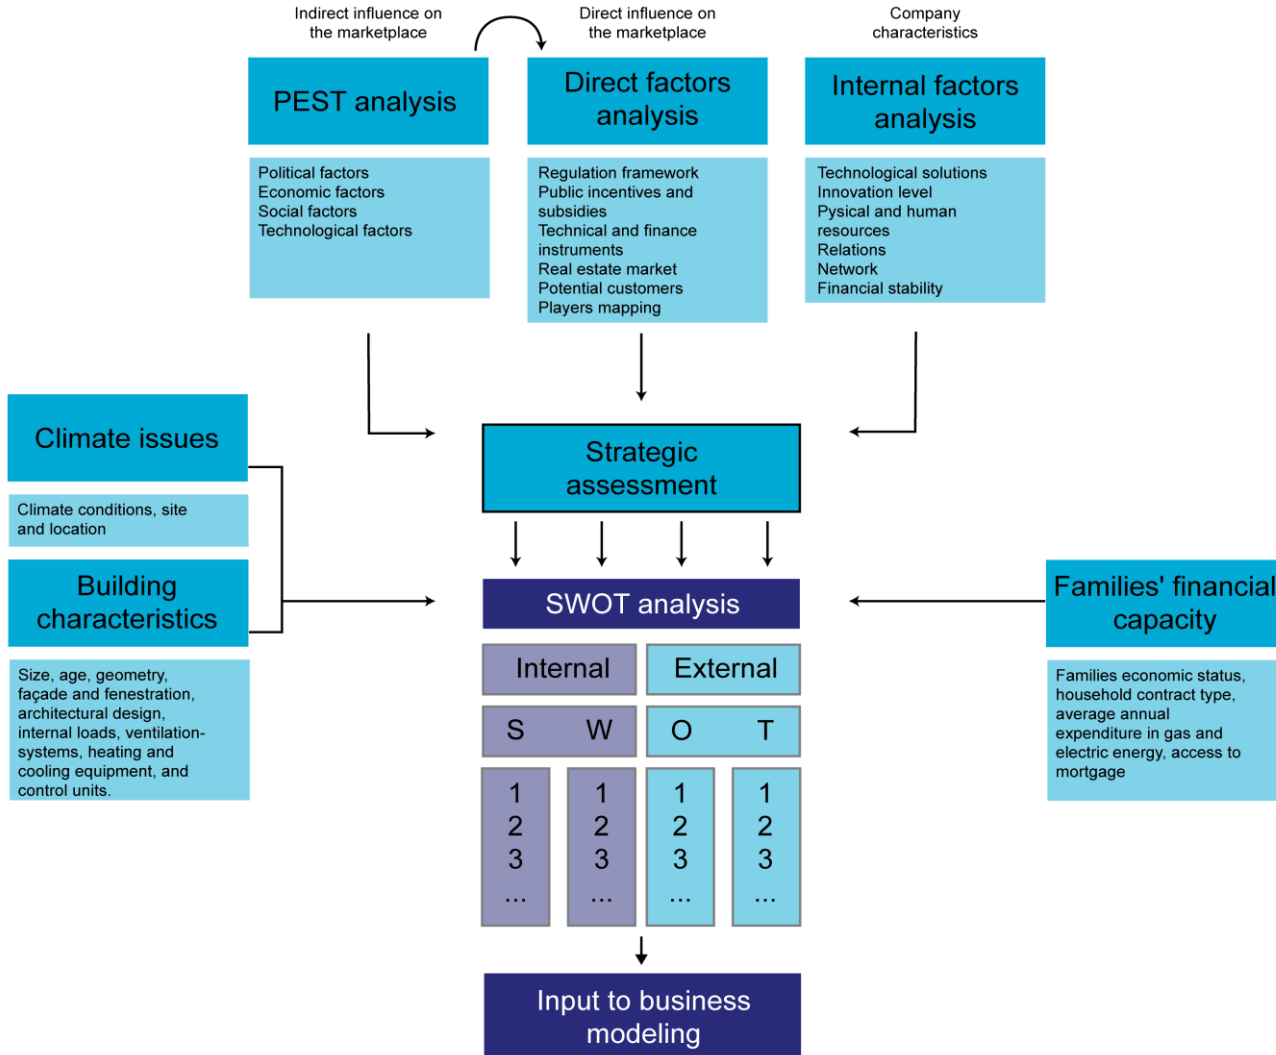 Indirect influence on
the marketplace
Direct influence on
the marketplace
Company
characteristics
PEST analysis
Direct factors
analysis
Internal factors
analysis
Political factors
Economic factors
Social factors
Technological factors
Regulation framework
Public incentives and
subsidies
Technical and finance
instruments
Real estate market
Potential customers
Players mapping
Technological solutions
Innovation level
Pysical and human
resources
Relations
Network
Financial stability
Climate issues
Climate conditions, site
and location
Building
characteristics
Size, age, geometry,
façade and fenestration,
architectural design,
internal loads, ventilation-
systems, heating and
cooling equipment, and
control units.
Strategic
assessment
SWOT analysis
Internal
External
S W O T
1 1 1 1
2 2 2 2
3 3 3 3
... ... ... ...
Families' financial
capacity
Families economic status,
household contract type,
average annual
expenditure in gas and
electric energy, access to
mortgage
Input to business
modeling